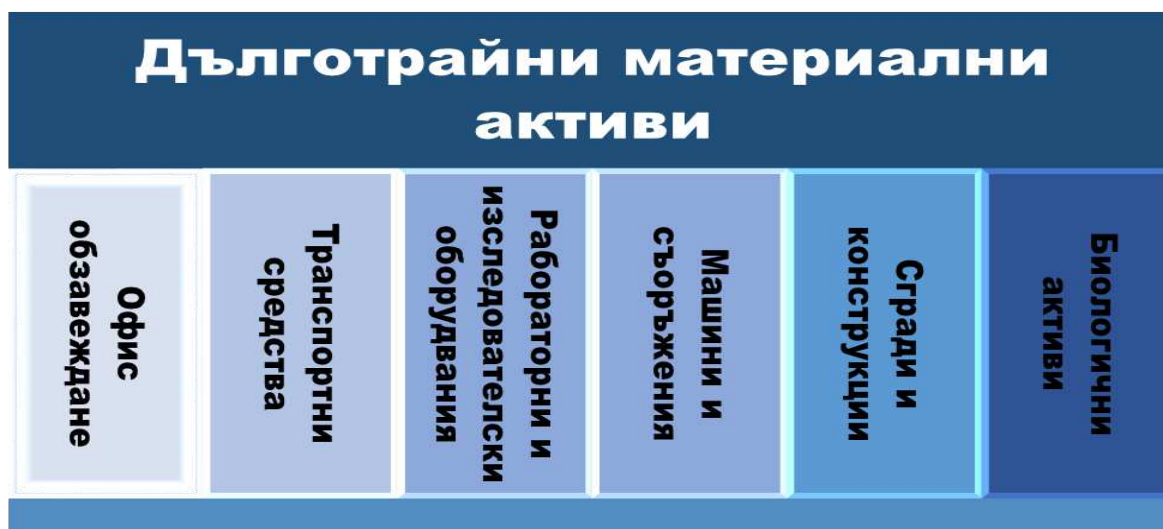 Дълготрайни материални
активи
Офис
обзавеждане
Транспортни
средства
Рабораторни и
изследователски
оборудвания
Машини и
съоръжения
Сгради и
конструкции
Биологични
активи